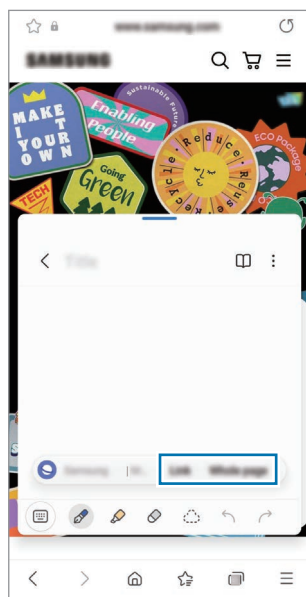 SAMSUNG
MAKE
IT
YOUR
OWN
Enabling
People
Sustainable
Future
Reduce. Reuse.
Recycle
ECO Package
TECH
Going
Green
Title
Samsung
Link Whole page